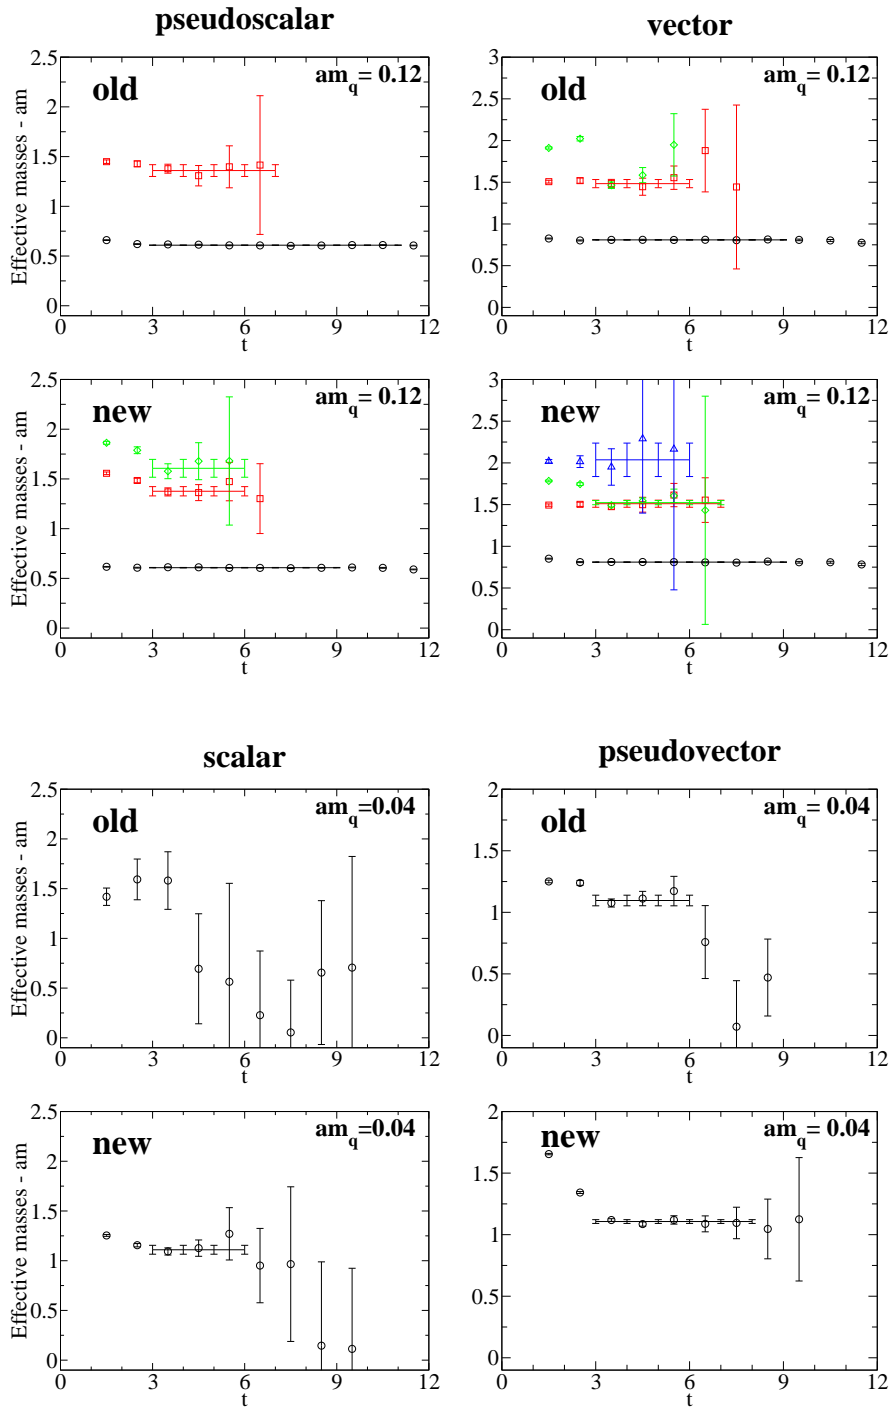 pseudoscalar
vector
old
am_q = 0.12
Effective masses - am
2.5
2
1.5
1
0.5
0
0 3 6 9 12
t
old
am_q = 0.12
3
2.5
2
1.5
1
0.5
0
0 3 6 9 12
t
new
am_q = 0.12
Effective masses - am
2.5
2
1.5
1
0.5
0
0 3 6 9 12
t
new
am_q = 0.12
3
2.5
2
1.5
1
0.5
0
0 3 6 9 12
t
scalar
pseudovector
old
am_q=0.04
Effective masses - am
2.5
2
1.5
1
0.5
0
0 3 6 9 12
t
old
am_q = 0.04
2
1.5
1
0.5
0
0 3 6 9 12
t
new
am_q=0.04
Effective masses - am
2.5
2
1.5
1
0.5
0
0 3 6 9 12
t
new
am_q = 0.04
2
1.5
1
0.5
0
0 3 6 9 12
t